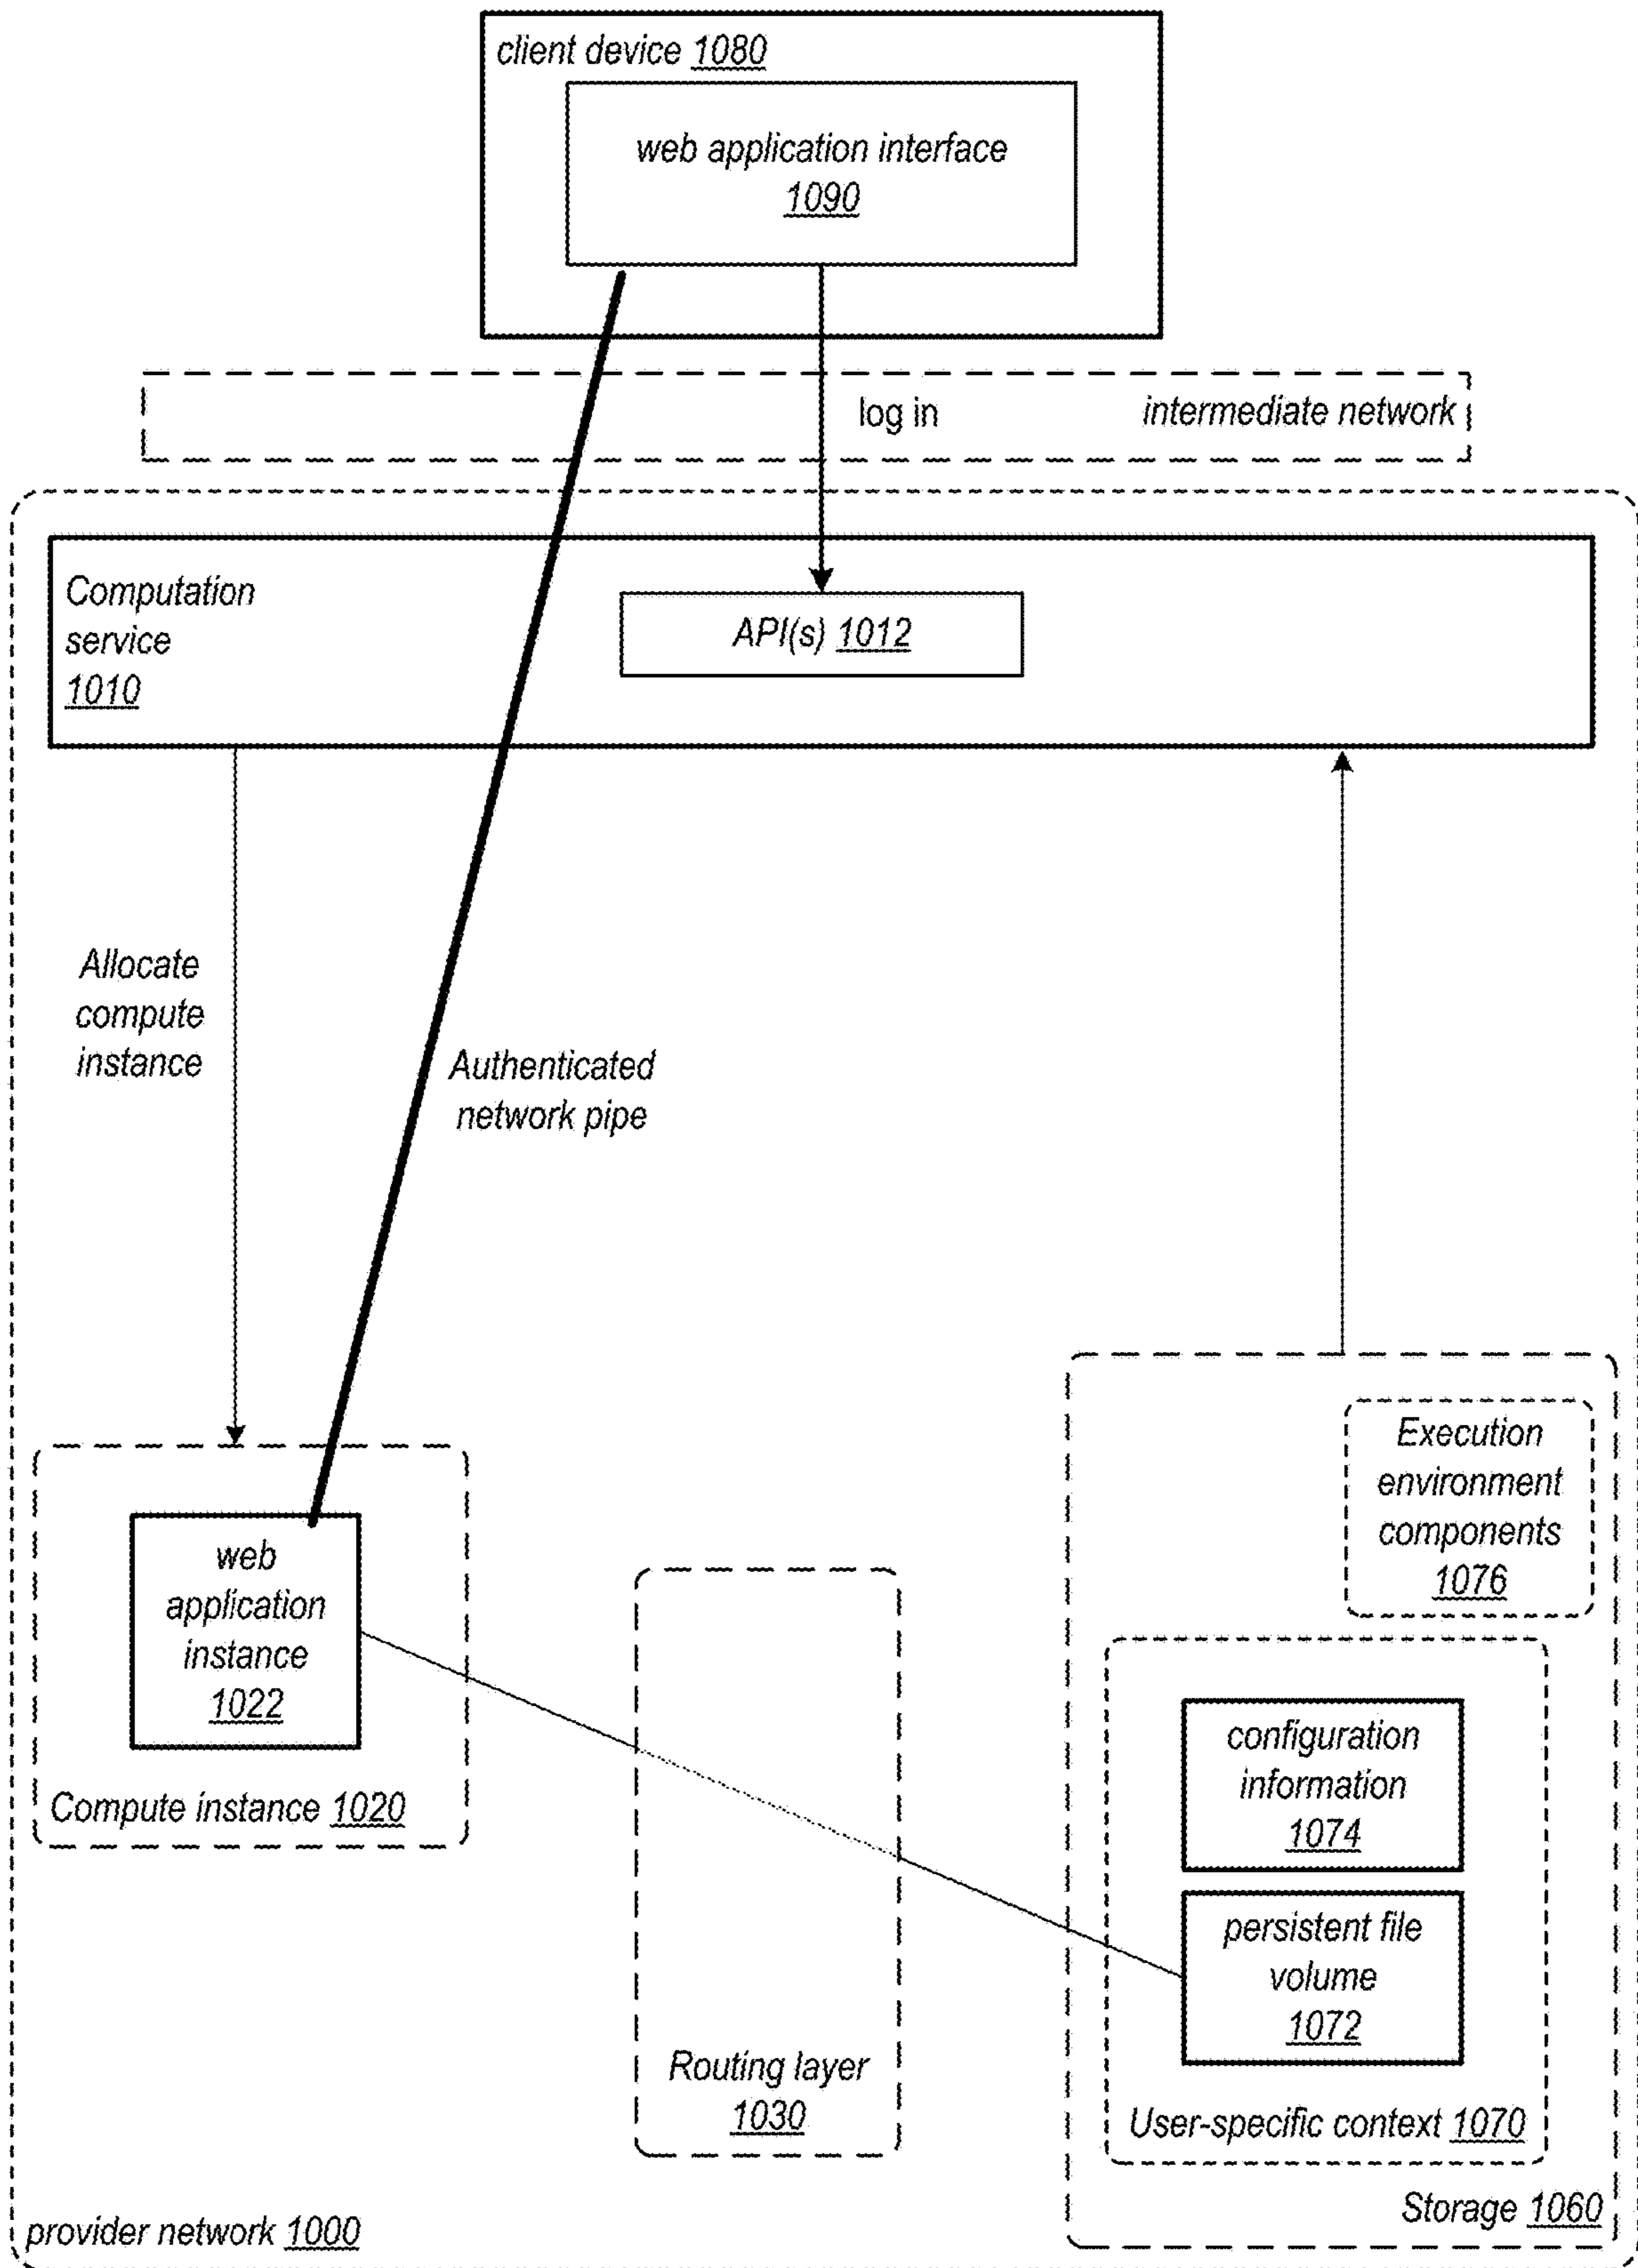 client device 1080
web application interface
1090
log in
intermediate network
Computation
service
1010
API(s) 1012
Allocate
compute
instance
Authenticated
network pipe
Execution
environment
components
1076
web
application
instance
1022
Compute instance 1020
configuration
information
1074
persistent file
volume
1072
Routing layer
1030
User-specific context 1070
Storage 1060
provider network 1000